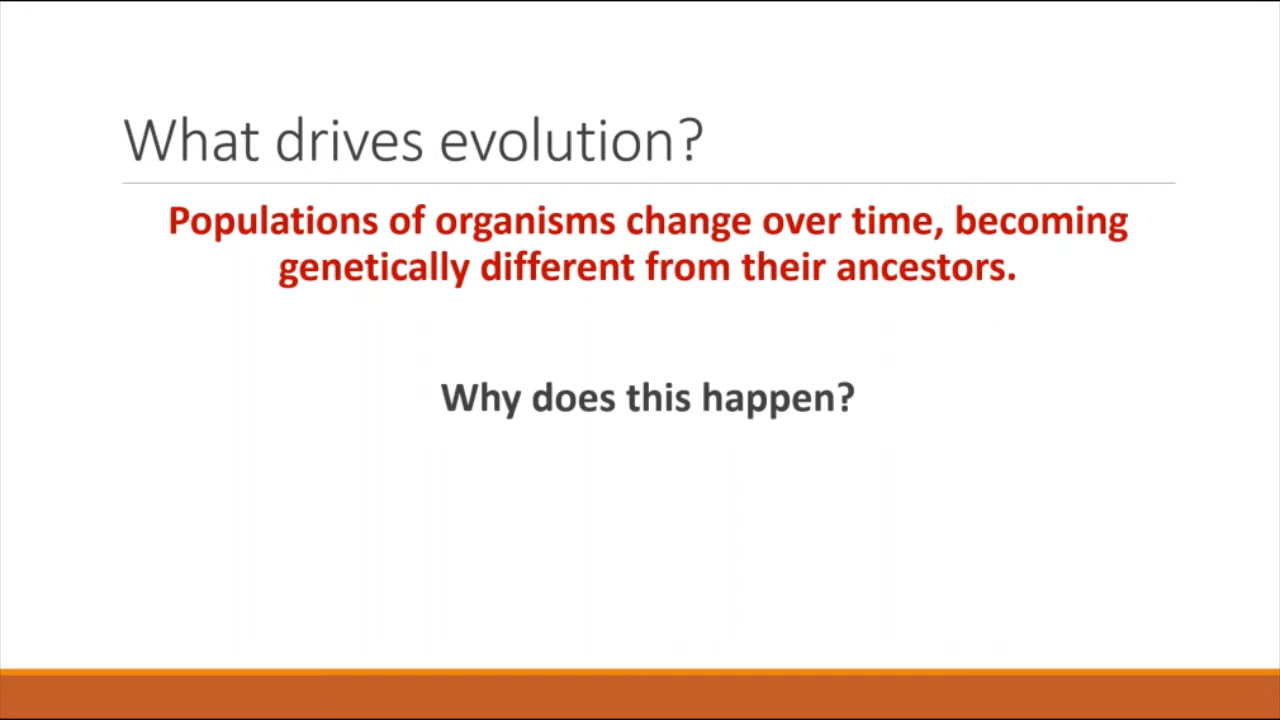 What drives evolution?
Populations of organisms change over time, becoming
genetically different from their ancestors.
Why does this happen?